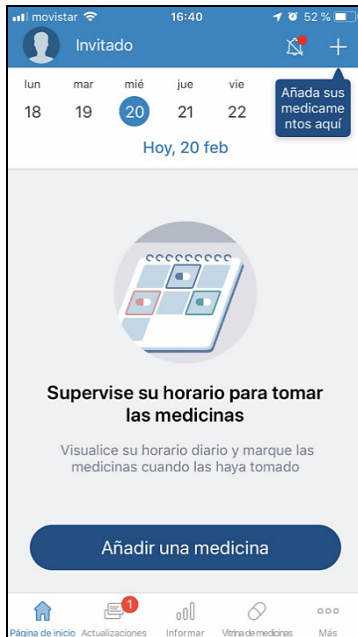 movistar 16:40 52 %
Invitado
lun mar mié jue vie
18 19 20 21 22
Añada sus
medicame
ntos aquí
Hoy, 20 feb
Supervise su horario para tomar
las medicinas
Visualice su horario diario y marque las
medicinas cuando las haya tomado
Añadir una medicina
1
Página de inicio Actualizaciones Informar Vitrina de medicinas Más